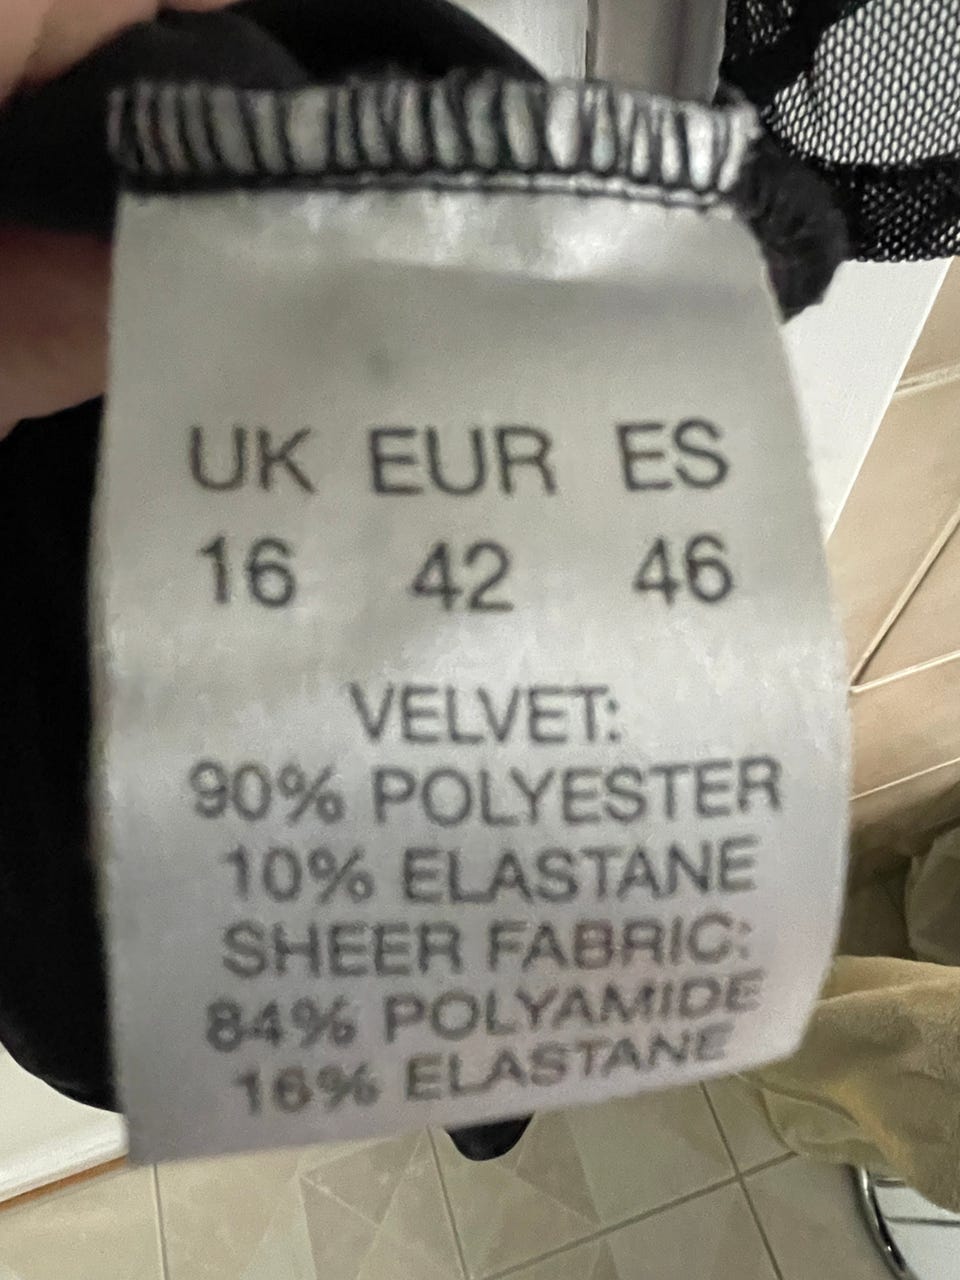 UK EUR ES
16 42 46
VELVET:
90% POLYESTER
10% ELASTANE
SHEER FABRIC:
84% POLYAMIDE
16% ELASTANE